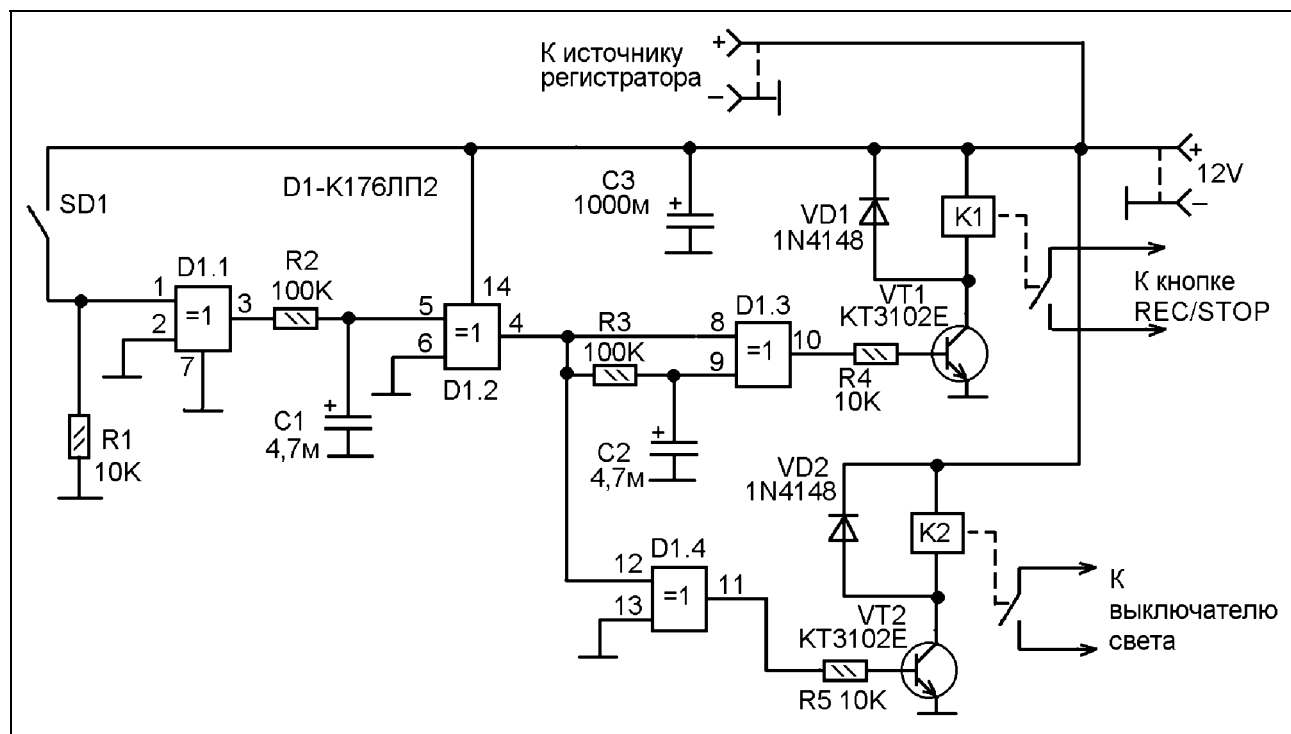 К источнику
регистратора
+
–
+
12V
–
SD1
D1-К176ЛП2
C3
1000м
+
VD1
1N4148
K1
К кнопке
REC/STOP
D1.1
1
2
3
7
=1
R2
100K
14
5
6
4
=1
D1.2
R3
100K
D1.3
8
9
10
=1
VT1
KT3102E
R4
10K
R1
10K
+
C1
4,7м
+
C2
4,7м
VD2
1N4148
K2
D1.4
12
13
11
=1
VT2
KT3102E
R5 10K
К
выключателю
света